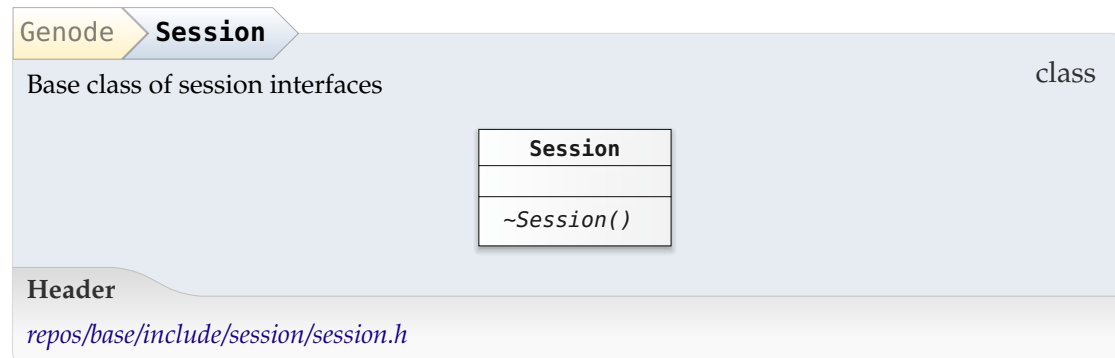 Genode Session
class
Base class of session interfaces
Session
~Session()
Header
repos/base/include/session/session.h